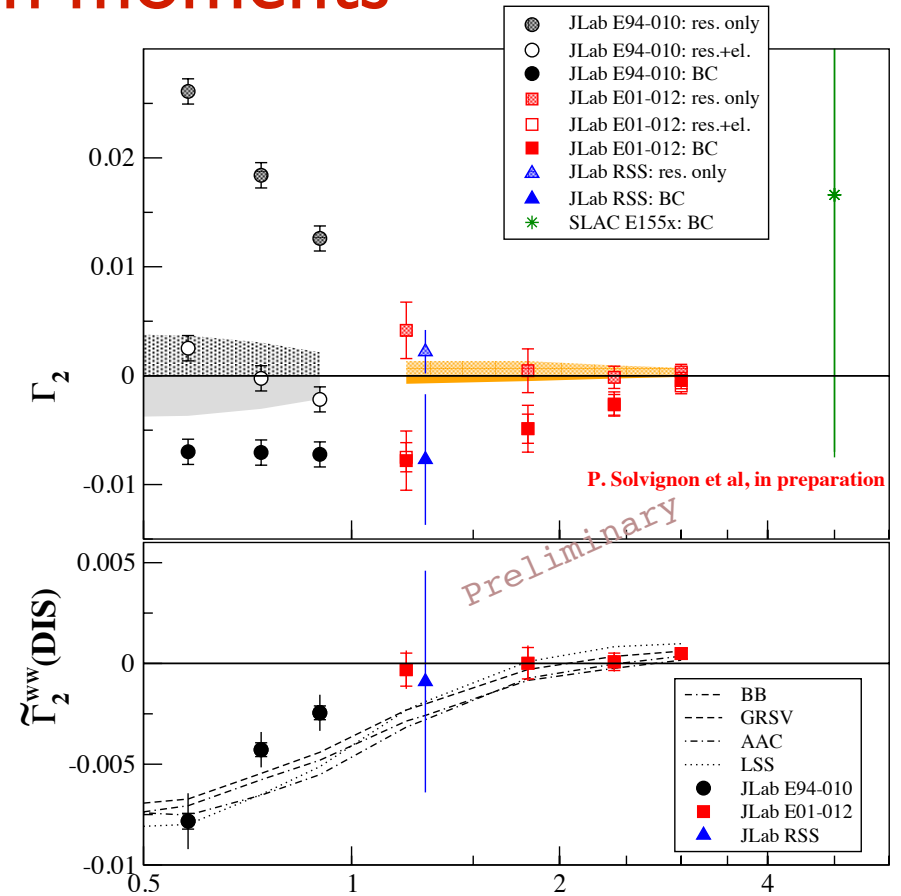 n moments
JLab E94-010: res. only
JLab E94-010: res.+el.
JLab E94-010: BC
JLab E01-012: res. only
JLab E01-012: res.+el.
JLab E01-012: BC
JLab RSS: res. only
JLab RSS: BC
SLAC E155x: BC
0.02
0.01
0
-0.01
Γ2
P. Solvignon et al, in preparation
Preliminary
0.005
0
-0.005
-0.01
Γ̃2^ww(DIS)
BB
GRSV
AAC
LSS
JLab E94-010
JLab E01-012
JLab RSS
0.5 1 2 4